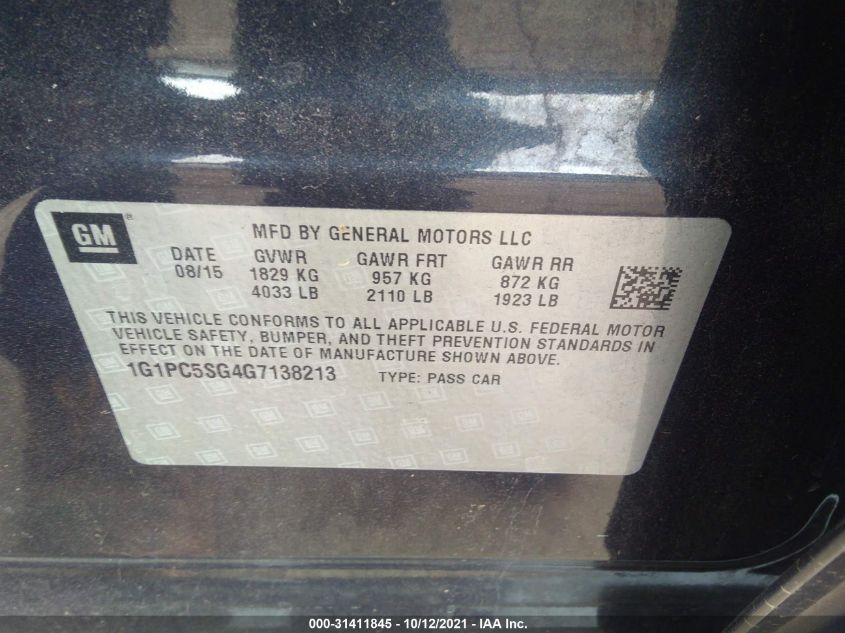 GM®
MFD BY GENERAL MOTORS LLC
DATE GVWR GAWR FRT GAWR RR
08/15 1829 KG 957 KG 872 KG
4033 LB 2110 LB 1923 LB
THIS VEHICLE CONFORMS TO ALL APPLICABLE U.S. FEDERAL MOTOR
VEHICLE SAFETY, BUMPER, AND THEFT PREVENTION STANDARDS IN
EFFECT ON THE DATE OF MANUFACTURE SHOWN ABOVE.
1G1PC5SG4G7138213 TYPE: PASS CAR
000-31411845 - 10/12/2021 - IAA Inc.